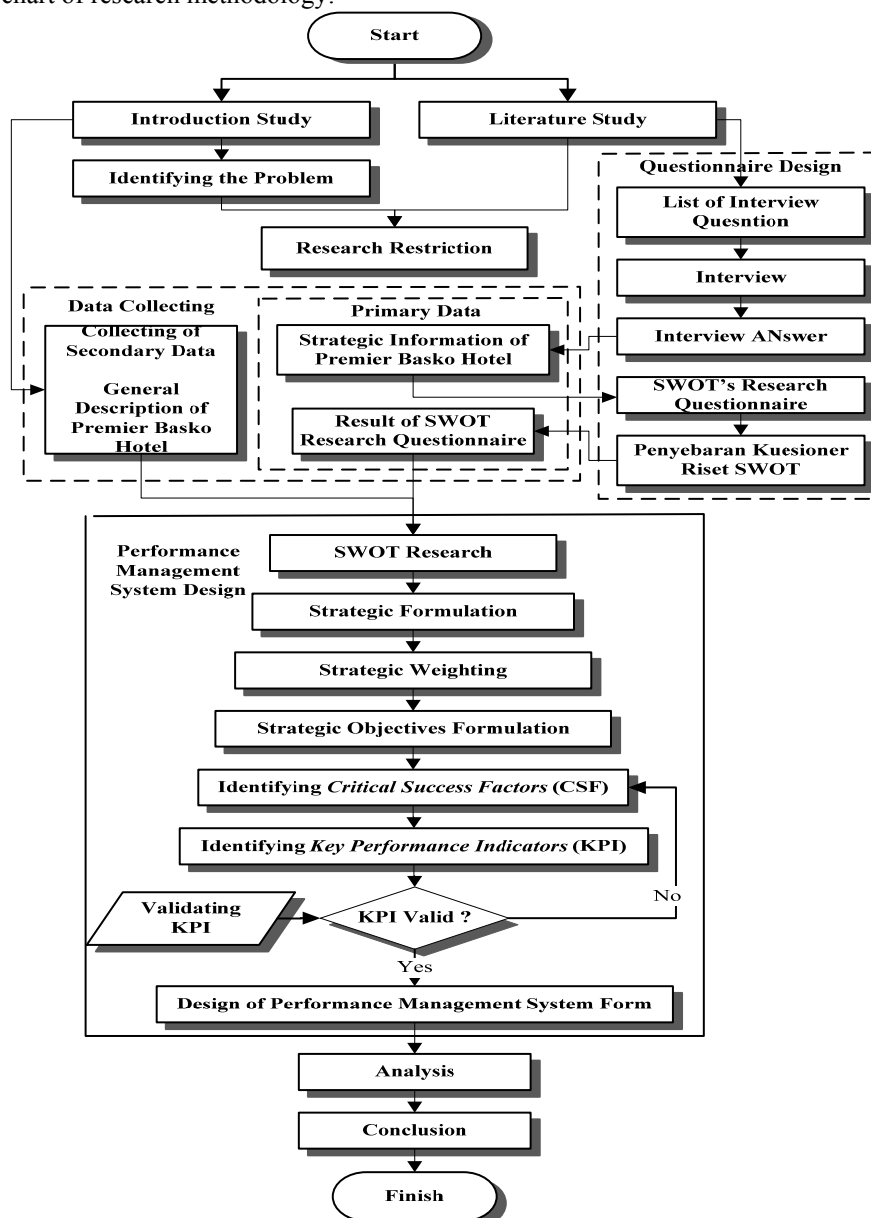 chart of research methodology.
Start
Introduction Study
Literature Study
Identifying the Problem
Questionnaire Design
List of Interview
Quesntion
Research Restriction
Interview
Data Collecting
Primary Data
Collecting of
Secondary Data
General
Description of
Premier Basko
Hotel
Strategic Information of
Premier Basko Hotel
Interview ANswer
SWOT's Research
Questionnaire
Result of SWOT
Research Questionnaire
Penyebaran Kuesioner
Riset SWOT
Performance
Management
System Design
SWOT Research
Strategic Formulation
Strategic Weighting
Strategic Objectives Formulation
Identifying Critical Success Factors (CSF)
Identifying Key Performance Indicators (KPI)
No
Validating
KPI
KPI Valid ?
Yes
Design of Performance Management System Form
Analysis
Conclusion
Finish